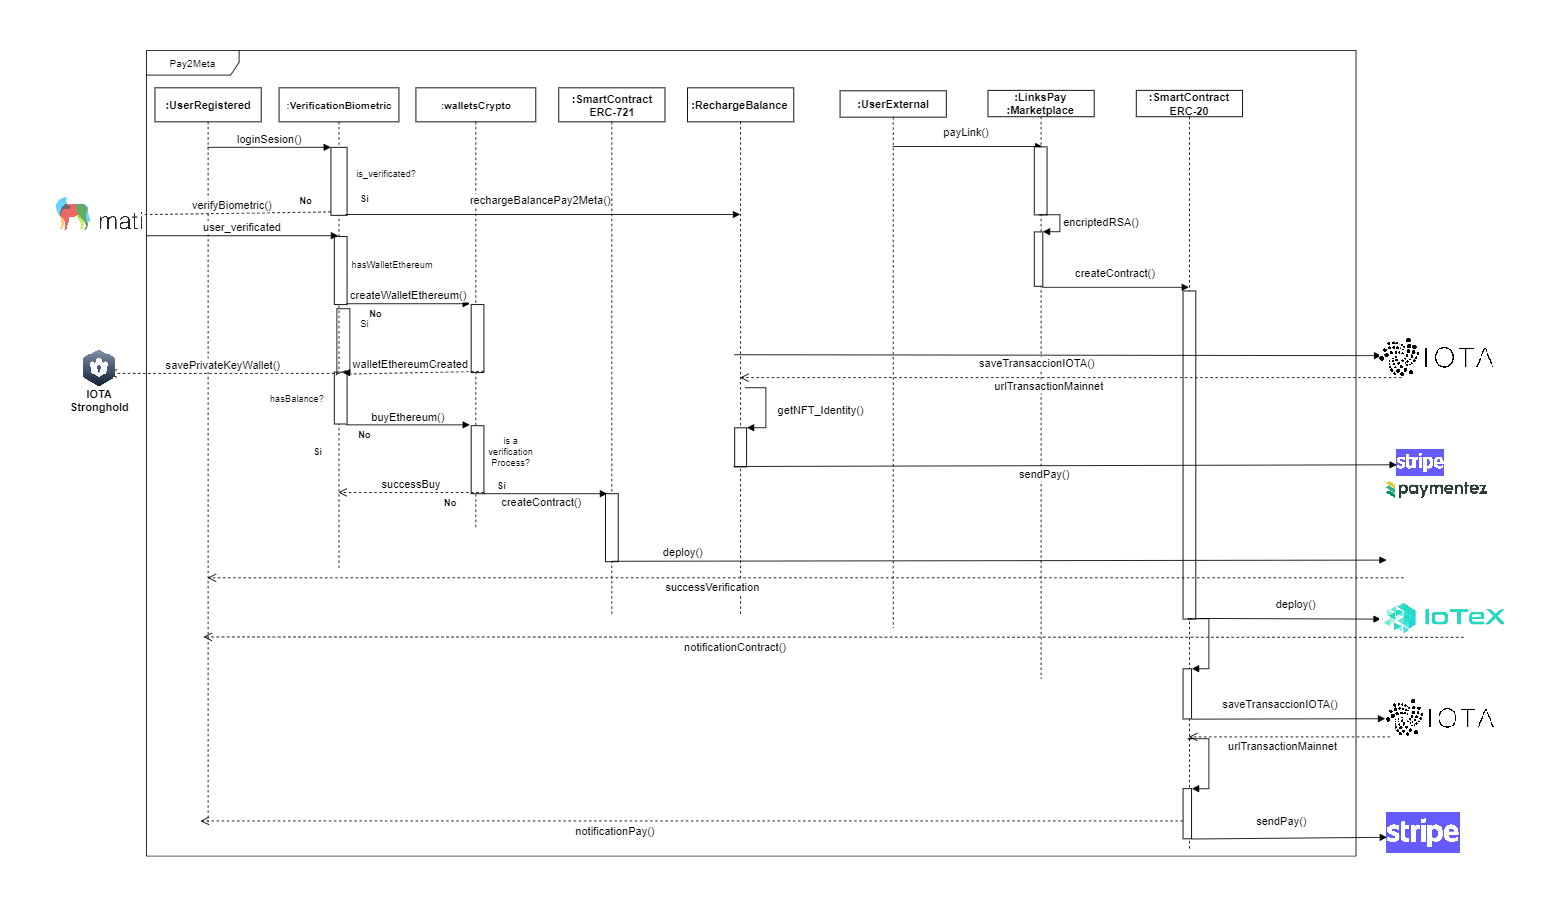 Pay2Meta
:UserRegistered
:VerificationBiometric
:walletsCrypto
:SmartContract
ERC-721
:RechargeBalance
:UserExternal
:LinksPay
:Marketplace
:SmartContract
ERC-20
loginSesion()
payLink()
is_verificated?
No
Si
verifyBiometric()
rechargeBalancePay2Meta()
mati
user_verificated
encriptedRSA()
hasWalletEthereum
createContract()
createWalletEthereum()
No
Si
savePrivateKeyWallet()
walletEthereumCreated
saveTransaccionIOTA()
IOTA
urlTransactionMainnet
IOTA
Stronghold
hasBalance?
getNFT_Identity()
buyEthereum()
No
Si
is a
verification
Process?
stripe
sendPay()
successBuy
Si
paymentez
No
createContract()
deploy()
successVerification
deploy()
IoTeX
notificationContract()
saveTransaccionIOTA()
IOTA
urlTransactionMainnet
sendPay()
notificationPay()
stripe